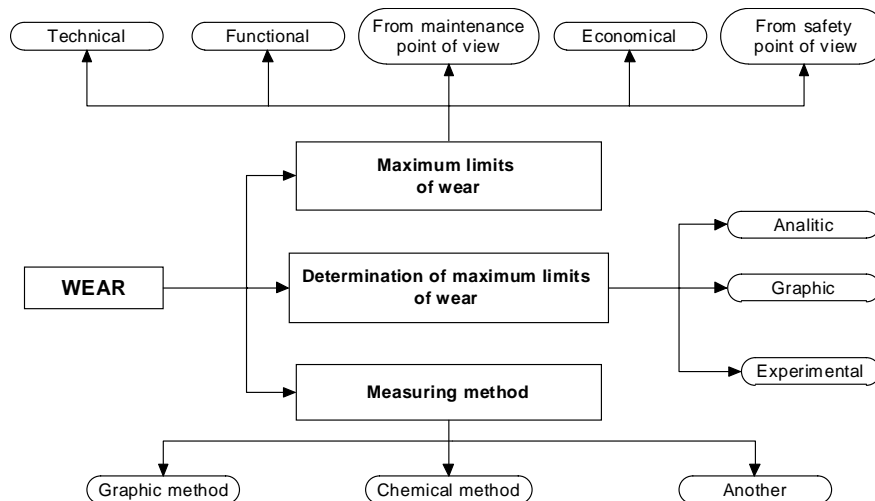 Technical
Functional
From maintenance
point of view
Economical
From safety
point of view
Maximum limits
of wear
Analitic
WEAR
Determination of maximum limits
of wear
Graphic
Experimental
Measuring method
Graphic method
Chemical method
Another